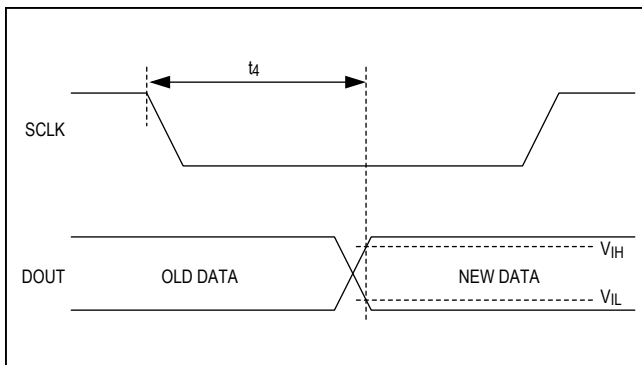 t4
SCLK
VIH
DOUT
OLD DATA
NEW DATA
VIL